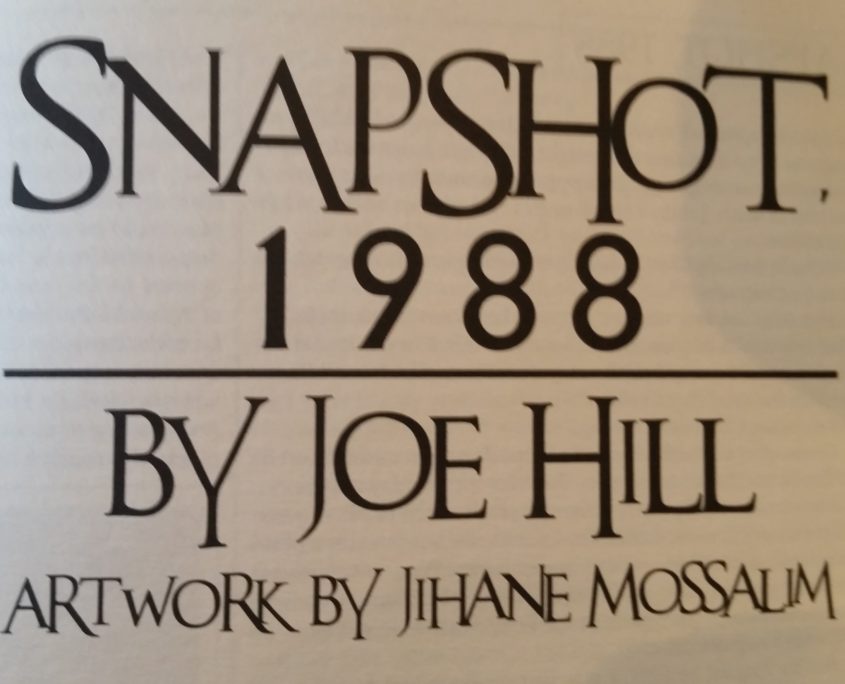 SNAPSHOT,
1988
BY JOE HILL
ARTWORK BY JIHANE MOSSALIM